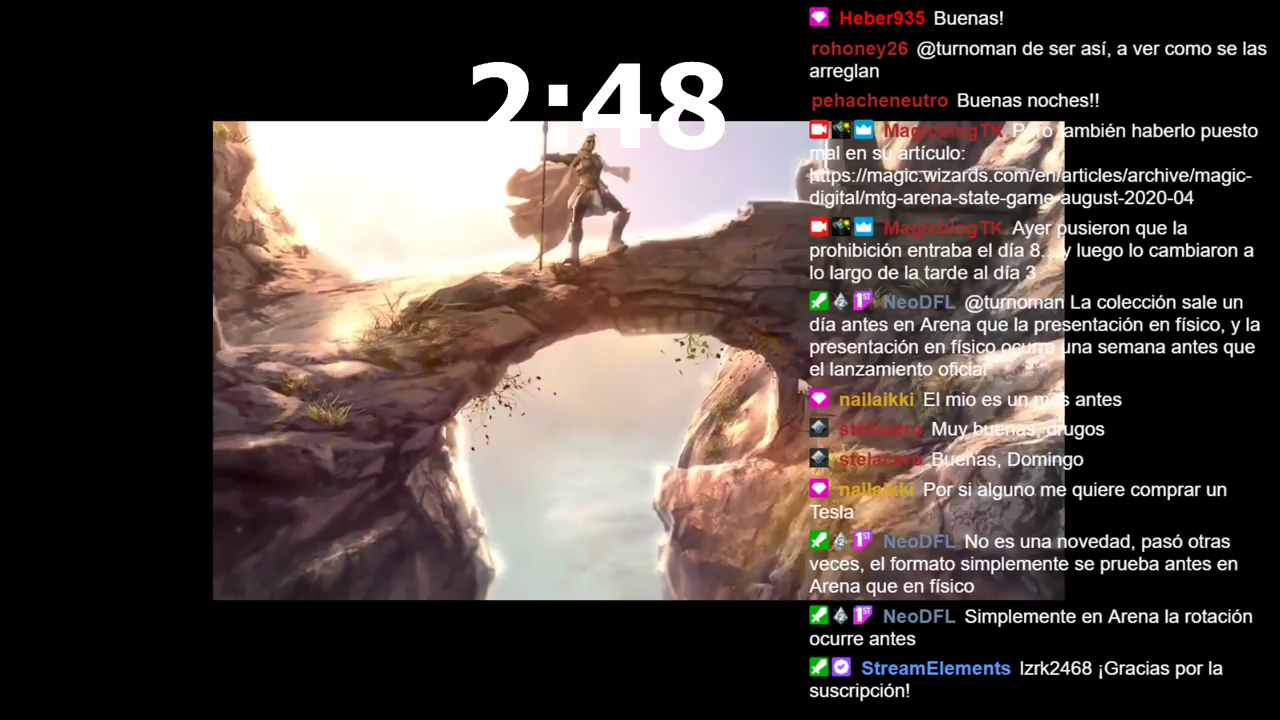 2:48
Heber935 Buenas!
rohoney26 @turnoman de ser así, a ver como se las
arreglan
pehacheneutro Buenas noches!!
MagicblogTK Pero también haberlo puesto
mal en su artículo:
https://magic.wizards.com/en/articles/archive/magic-
digital/mtg-arena-state-game-august-2020-04
MagicblogTK Ayer pusieron que la
prohibición entraba el día 8... y luego lo cambiaron a
lo largo de la tarde al día 3
1ST NeoDFL @turnoman La colección sale un
día antes en Arena que la presentación en físico, y la
presentación en físico ocurre una semana antes que
el lanzamiento oficial
nailaikki El mio es un mes antes
stelacero Muy buenas, drugos
stelacero Buenas, Domingo
nailaikki Por si alguno me quiere comprar un
Tesla
1ST NeoDFL No es una novedad, pasó otras
veces, el formato simplemente se prueba antes en
Arena que en físico
1ST NeoDFL Simplemente en Arena la rotación
ocurre antes
StreamElements lzrk2468 ¡Gracias por la
suscripción!